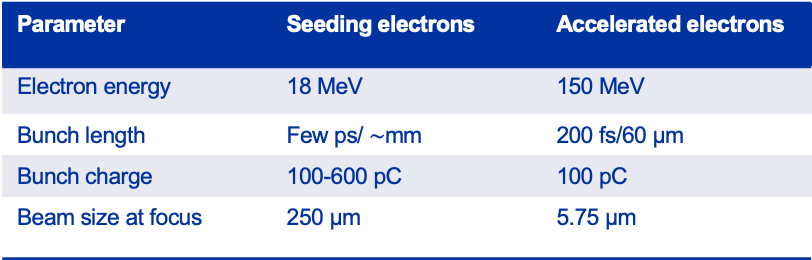 Parameter Seeding electrons Accelerated electrons
Electron energy 18 MeV 150 MeV
Bunch length Few ps/ ~mm 200 fs/60 µm
Bunch charge 100-600 pC 100 pC
Beam size at focus 250 µm 5.75 µm